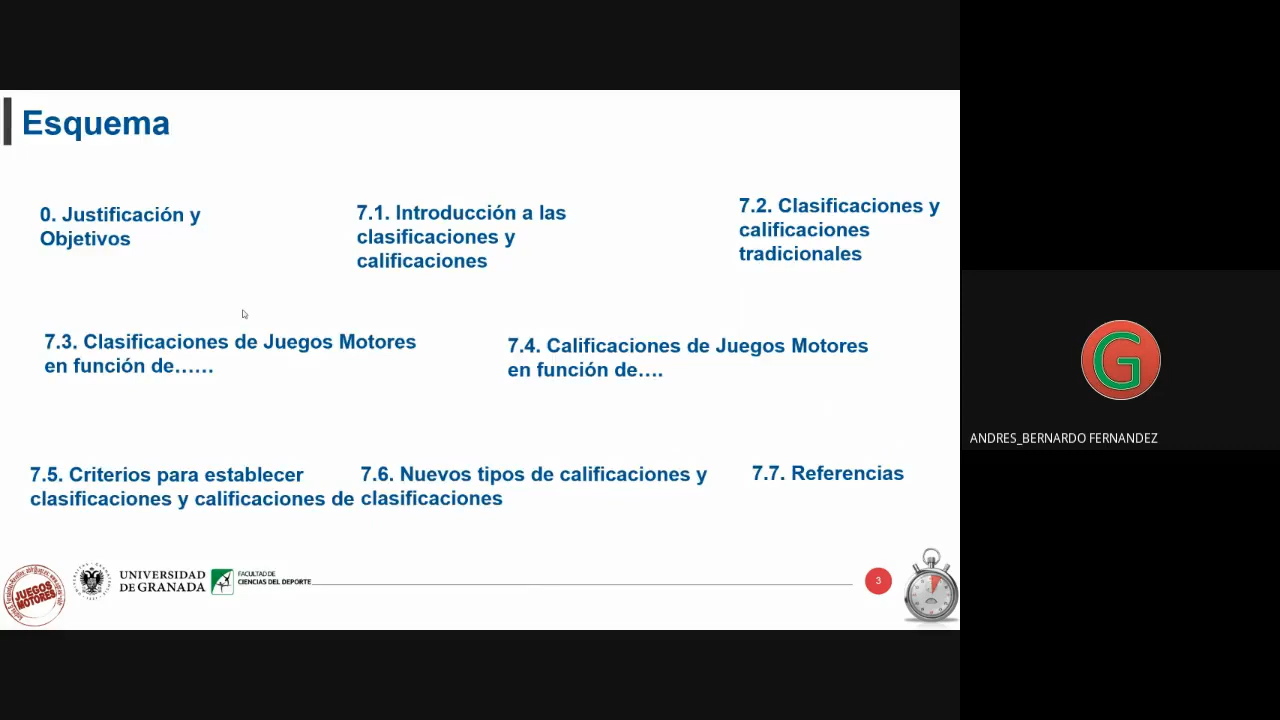 Esquema
0. Justificación y
Objetivos
7.1. Introducción a las
clasificaciones y
calificaciones
7.2. Clasificaciones y
calificaciones
tradicionales
7.3. Clasificaciones de Juegos Motores
en función de……
7.4. Calificaciones de Juegos Motores
en función de….
7.5. Criterios para establecer
clasificaciones y calificaciones de
7.6. Nuevos tipos de calificaciones y
clasificaciones
7.7. Referencias
JUEGOS
MOTORES
UNIVERSIDAD
DE GRANADA
FACULTAD DE
CIENCIAS DEL DEPORTE
3
G
ANDRES_BERNARDO FERNANDEZ